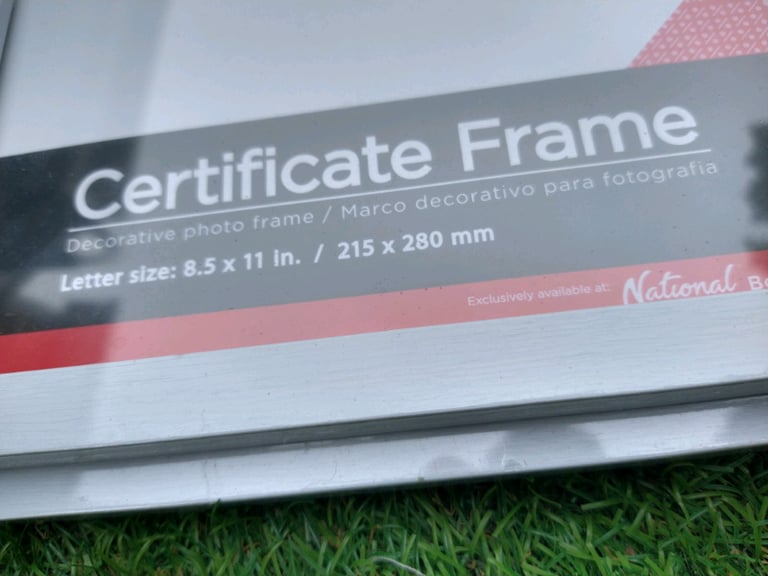 Certificate Frame
Decorative photo frame / Marco decorativo para fotografia
Letter size: 8.5 x 11 in. / 215 x 280 mm
Exclusively available at: National